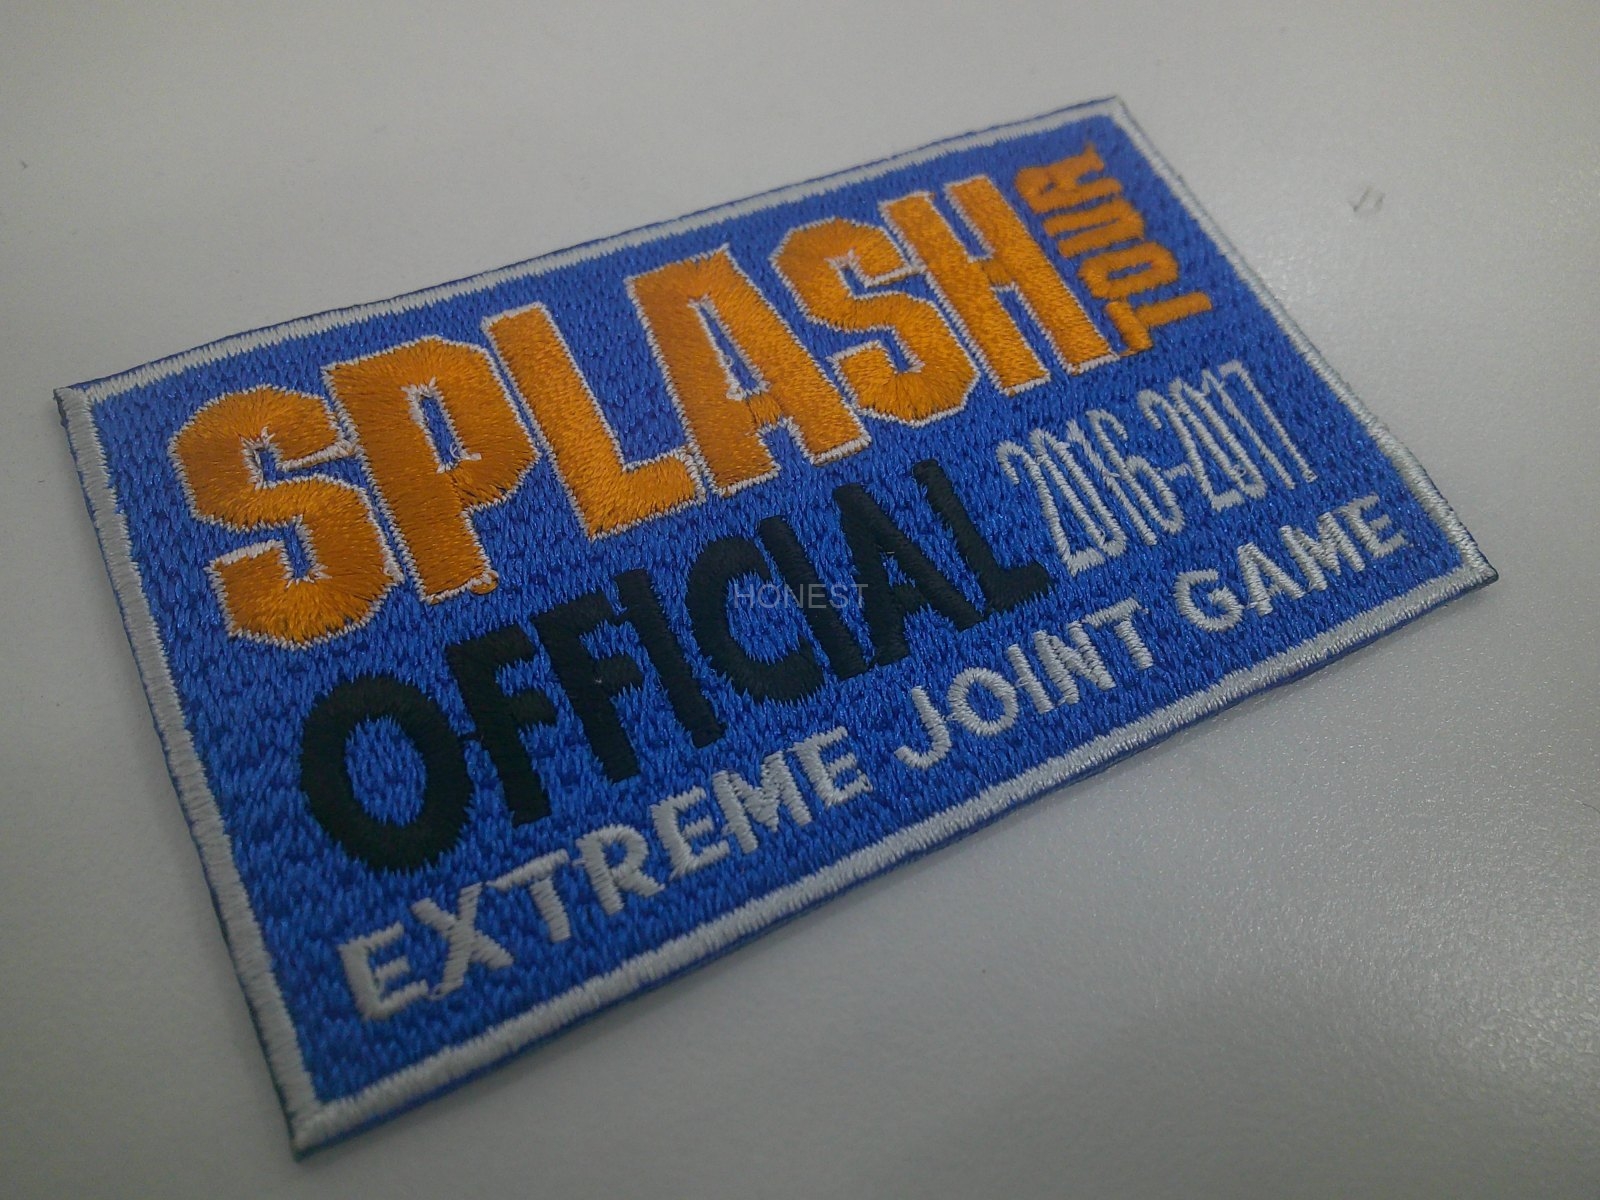 SPLASH TOUR
OFFICIAL 2016-2017
EXTREME JOINT GAME
HONEST